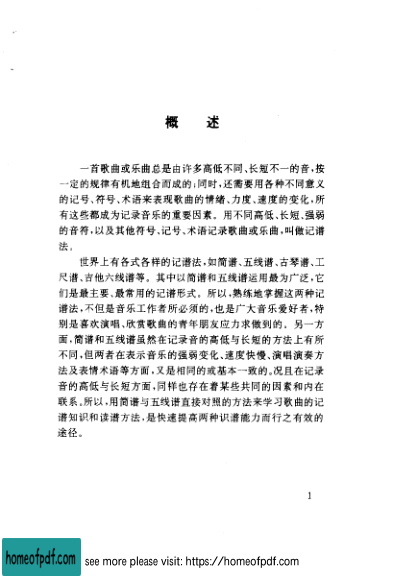 概 述
一首歌曲或乐曲总是由许多高低不同、长短不一的音,按
一定的规律有机地组合而成的;同时,还需要用各种不同意义
的记号、符号、术语来表现歌曲的情绪、力度、速度的变化,所
有这些都成为记录音乐的重要因素。用不同高低、长短、强弱
的音符,以及其他符号、记号、术语记录歌曲或乐曲,叫做记谱
法。
世界上有各式各样的记谱法,如简谱、五线谱、古琴谱、工
尺谱、吉他六线谱等。其中以简谱和五线谱运用最为广泛,它
们是最主要、最常用的记谱形式。所以,熟练地掌握这两种记
谱法,不但是音乐工作者所必须的,也是广大音乐爱好者,特
别是喜欢演唱、欣赏歌曲的青年朋友应力求做到的。另一方
面,简谱和五线谱虽然在记录音的高低与长短的方法上有所
不同,但两者在表示音乐的强弱变化、速度快慢、演唱演奏方
法及表情术语等方面,又是相同的或基本一致的。况且在记录
音的高低与长短方面,同样也存在着某些共同的因素和内在
联系。所以,用简谱与五线谱直接对照的方法来学习歌曲的记
谱知识和读谱方法,是快速提高两种识谱能力而行之有效的
途径。
1
homeofpdf.com see more please visit: https://homeofpdf.com